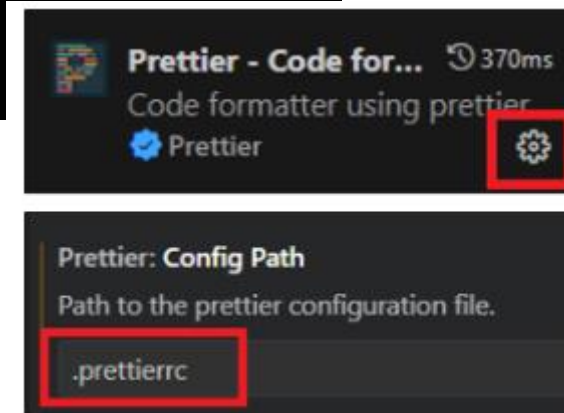 Prettier - Code for... 370ms
Code formatter using prettier
Prettier
Prettier: Config Path
Path to the prettier configuration file.
.prettierrc